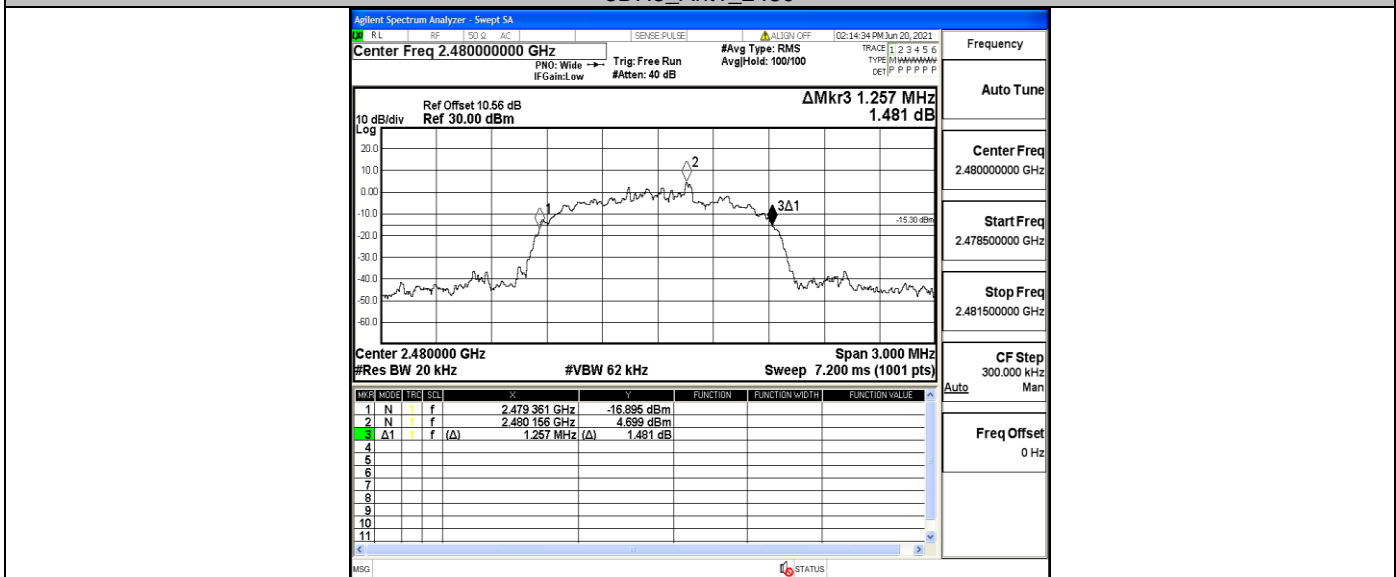 Agilent Spectrum Analyzer - Swept SA
RL RF 50 Ω AC SENSE:PULSE ALIGN OFF 02:14:34 PM Jun 20, 2021
Center Freq 2.480000000 GHz
PNO: Wide
IFGain:Low
Trig: Free Run
#Atten: 40 dB
#Avg Type: RMS
Avg|Hold: 100/100
TRACE 1 2 3 4 5 6
TYPE M W W W W W
DET P P P P P P
Ref Offset 10.56 dB
Ref 30.00 dBm
10 dB/div
Log
ΔMkr3 1.257 MHz
1.481 dB
20.0
10.0
0.00
-10.0
-20.0
-30.0
-40.0
-50.0
-60.0
1
2
3Δ1
-15.30 dBm
Center 2.480000 GHz Span 3.000 MHz
#Res BW 20 kHz #VBW 62 kHz Sweep 7.200 ms (1001 pts)
MKR MODE TRC SCL X Y FUNCTION FUNCTION WIDTH FUNCTION VALUE
1 N 1 f 2.479 361 GHz -16.895 dBm
2 N 1 f 2.480 156 GHz 4.699 dBm
3 Δ1 1 f (Δ) 1.257 MHz (Δ) 1.481 dB
4
5
6
7
8
9
10
11
MSG STATUS
Frequency
Auto Tune
Center Freq
2.480000000 GHz
Start Freq
2.478500000 GHz
Stop Freq
2.481500000 GHz
CF Step
300.000 kHz
Auto Man
Freq Offset
0 Hz